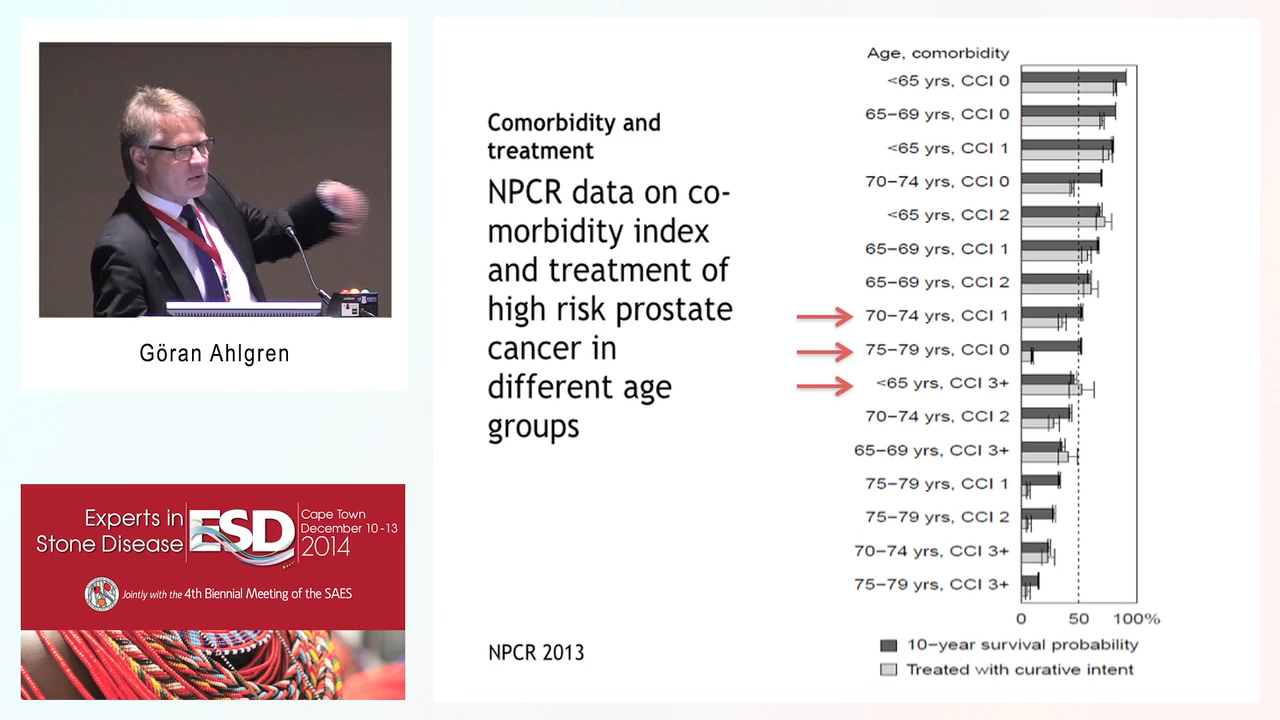 Göran Ahlgren
Experts in
Stone Disease
ESD
Cape Town
December 10-13
2014
Jointly with the 4th Biennial Meeting of the SAES
Comorbidity and
treatment
NPCR data on co-
morbidity index
and treatment of
high risk prostate
cancer in
different age
groups
NPCR 2013
Age, comorbidity
<65 yrs, CCI 0
65–69 yrs, CCI 0
<65 yrs, CCI 1
70–74 yrs, CCI 0
<65 yrs, CCI 2
65–69 yrs, CCI 1
65–69 yrs, CCI 2
70–74 yrs, CCI 1
75–79 yrs, CCI 0
<65 yrs, CCI 3+
70–74 yrs, CCI 2
65–69 yrs, CCI 3+
75–79 yrs, CCI 1
75–79 yrs, CCI 2
70–74 yrs, CCI 3+
75–79 yrs, CCI 3+
0 50 100%
10–year survival probability
Treated with curative intent